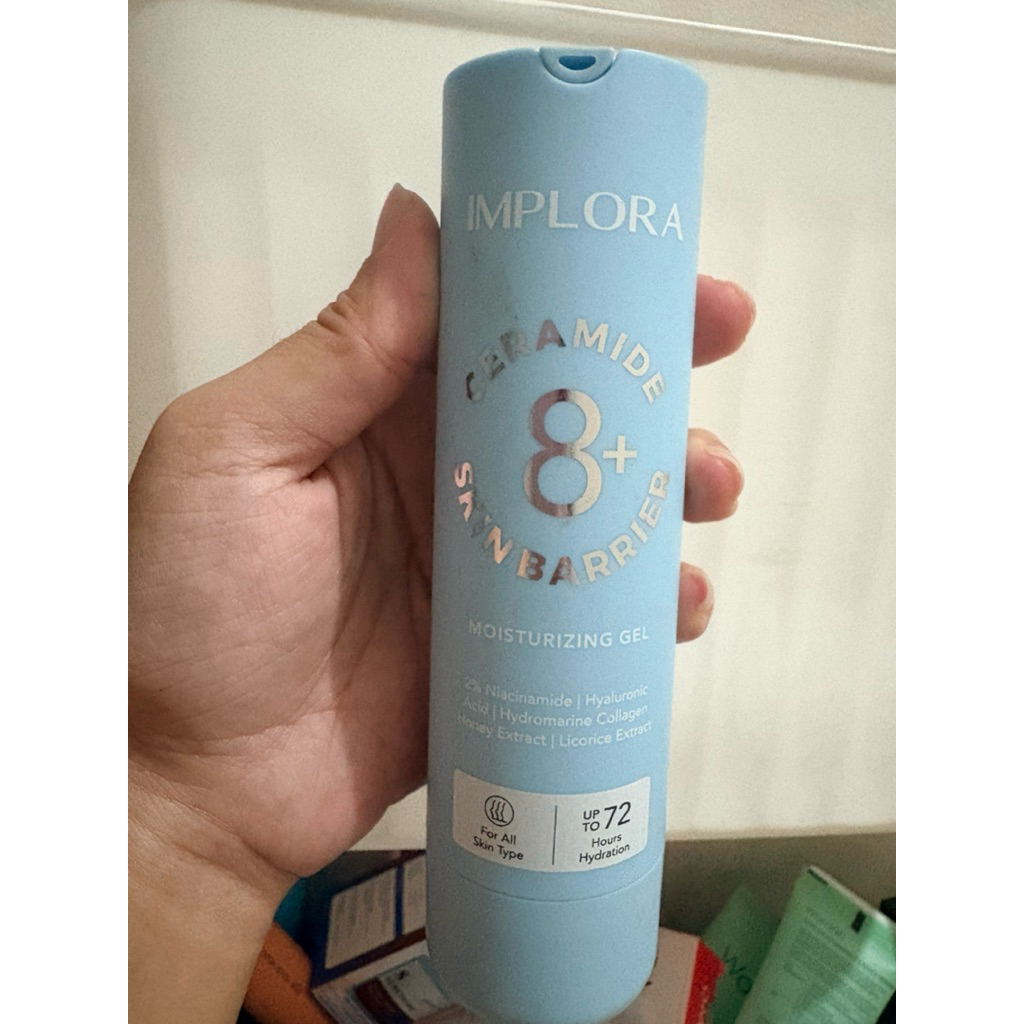 IMPLORA
CERAMIDE
8+
SKIN BARRIER
MOISTURIZING GEL
2% Niacinamide | Hyaluronic
Acid | Hydromarine Collagen
Honey Extract | Licorice Extract
For All
Skin Type
UP
TO 72
Hours
Hydration